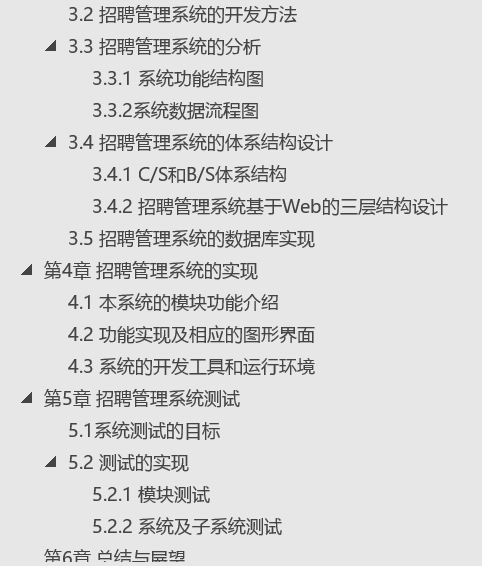 3.2 招聘管理系统的开发方法
3.3 招聘管理系统的分析
3.3.1 系统功能结构图
3.3.2系统数据流程图
3.4 招聘管理系统的体系结构设计
3.4.1 C/S和B/S体系结构
3.4.2 招聘管理系统基于Web的三层结构设计
3.5 招聘管理系统的数据库实现
第4章 招聘管理系统的实现
4.1 本系统的模块功能介绍
4.2 功能实现及相应的图形界面
4.3 系统的开发工具和运行环境
第5章 招聘管理系统测试
5.1系统测试的目标
5.2 测试的实现
5.2.1 模块测试
5.2.2 系统及子系统测试
第6章 总结与展望